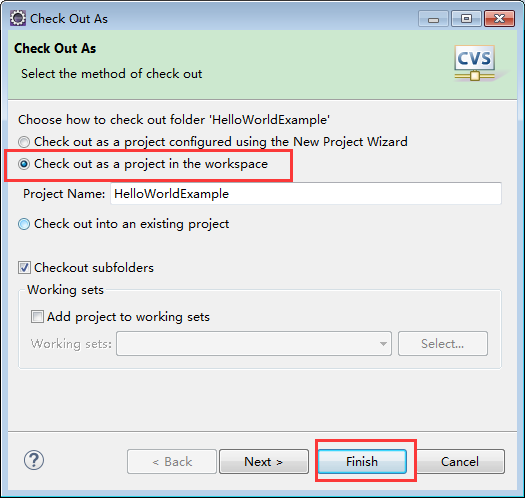 Check Out As
Check Out As
Select the method of check out
CVS
Choose how to check out folder 'HelloWorldExample'
Check out as a project configured using the New Project Wizard
Check out as a project in the workspace
Project Name: HelloWorldExample
Check out into an existing project
Checkout subfolders
Working sets
Add project to working sets
Working sets: Select...
? < Back Next > Finish Cancel